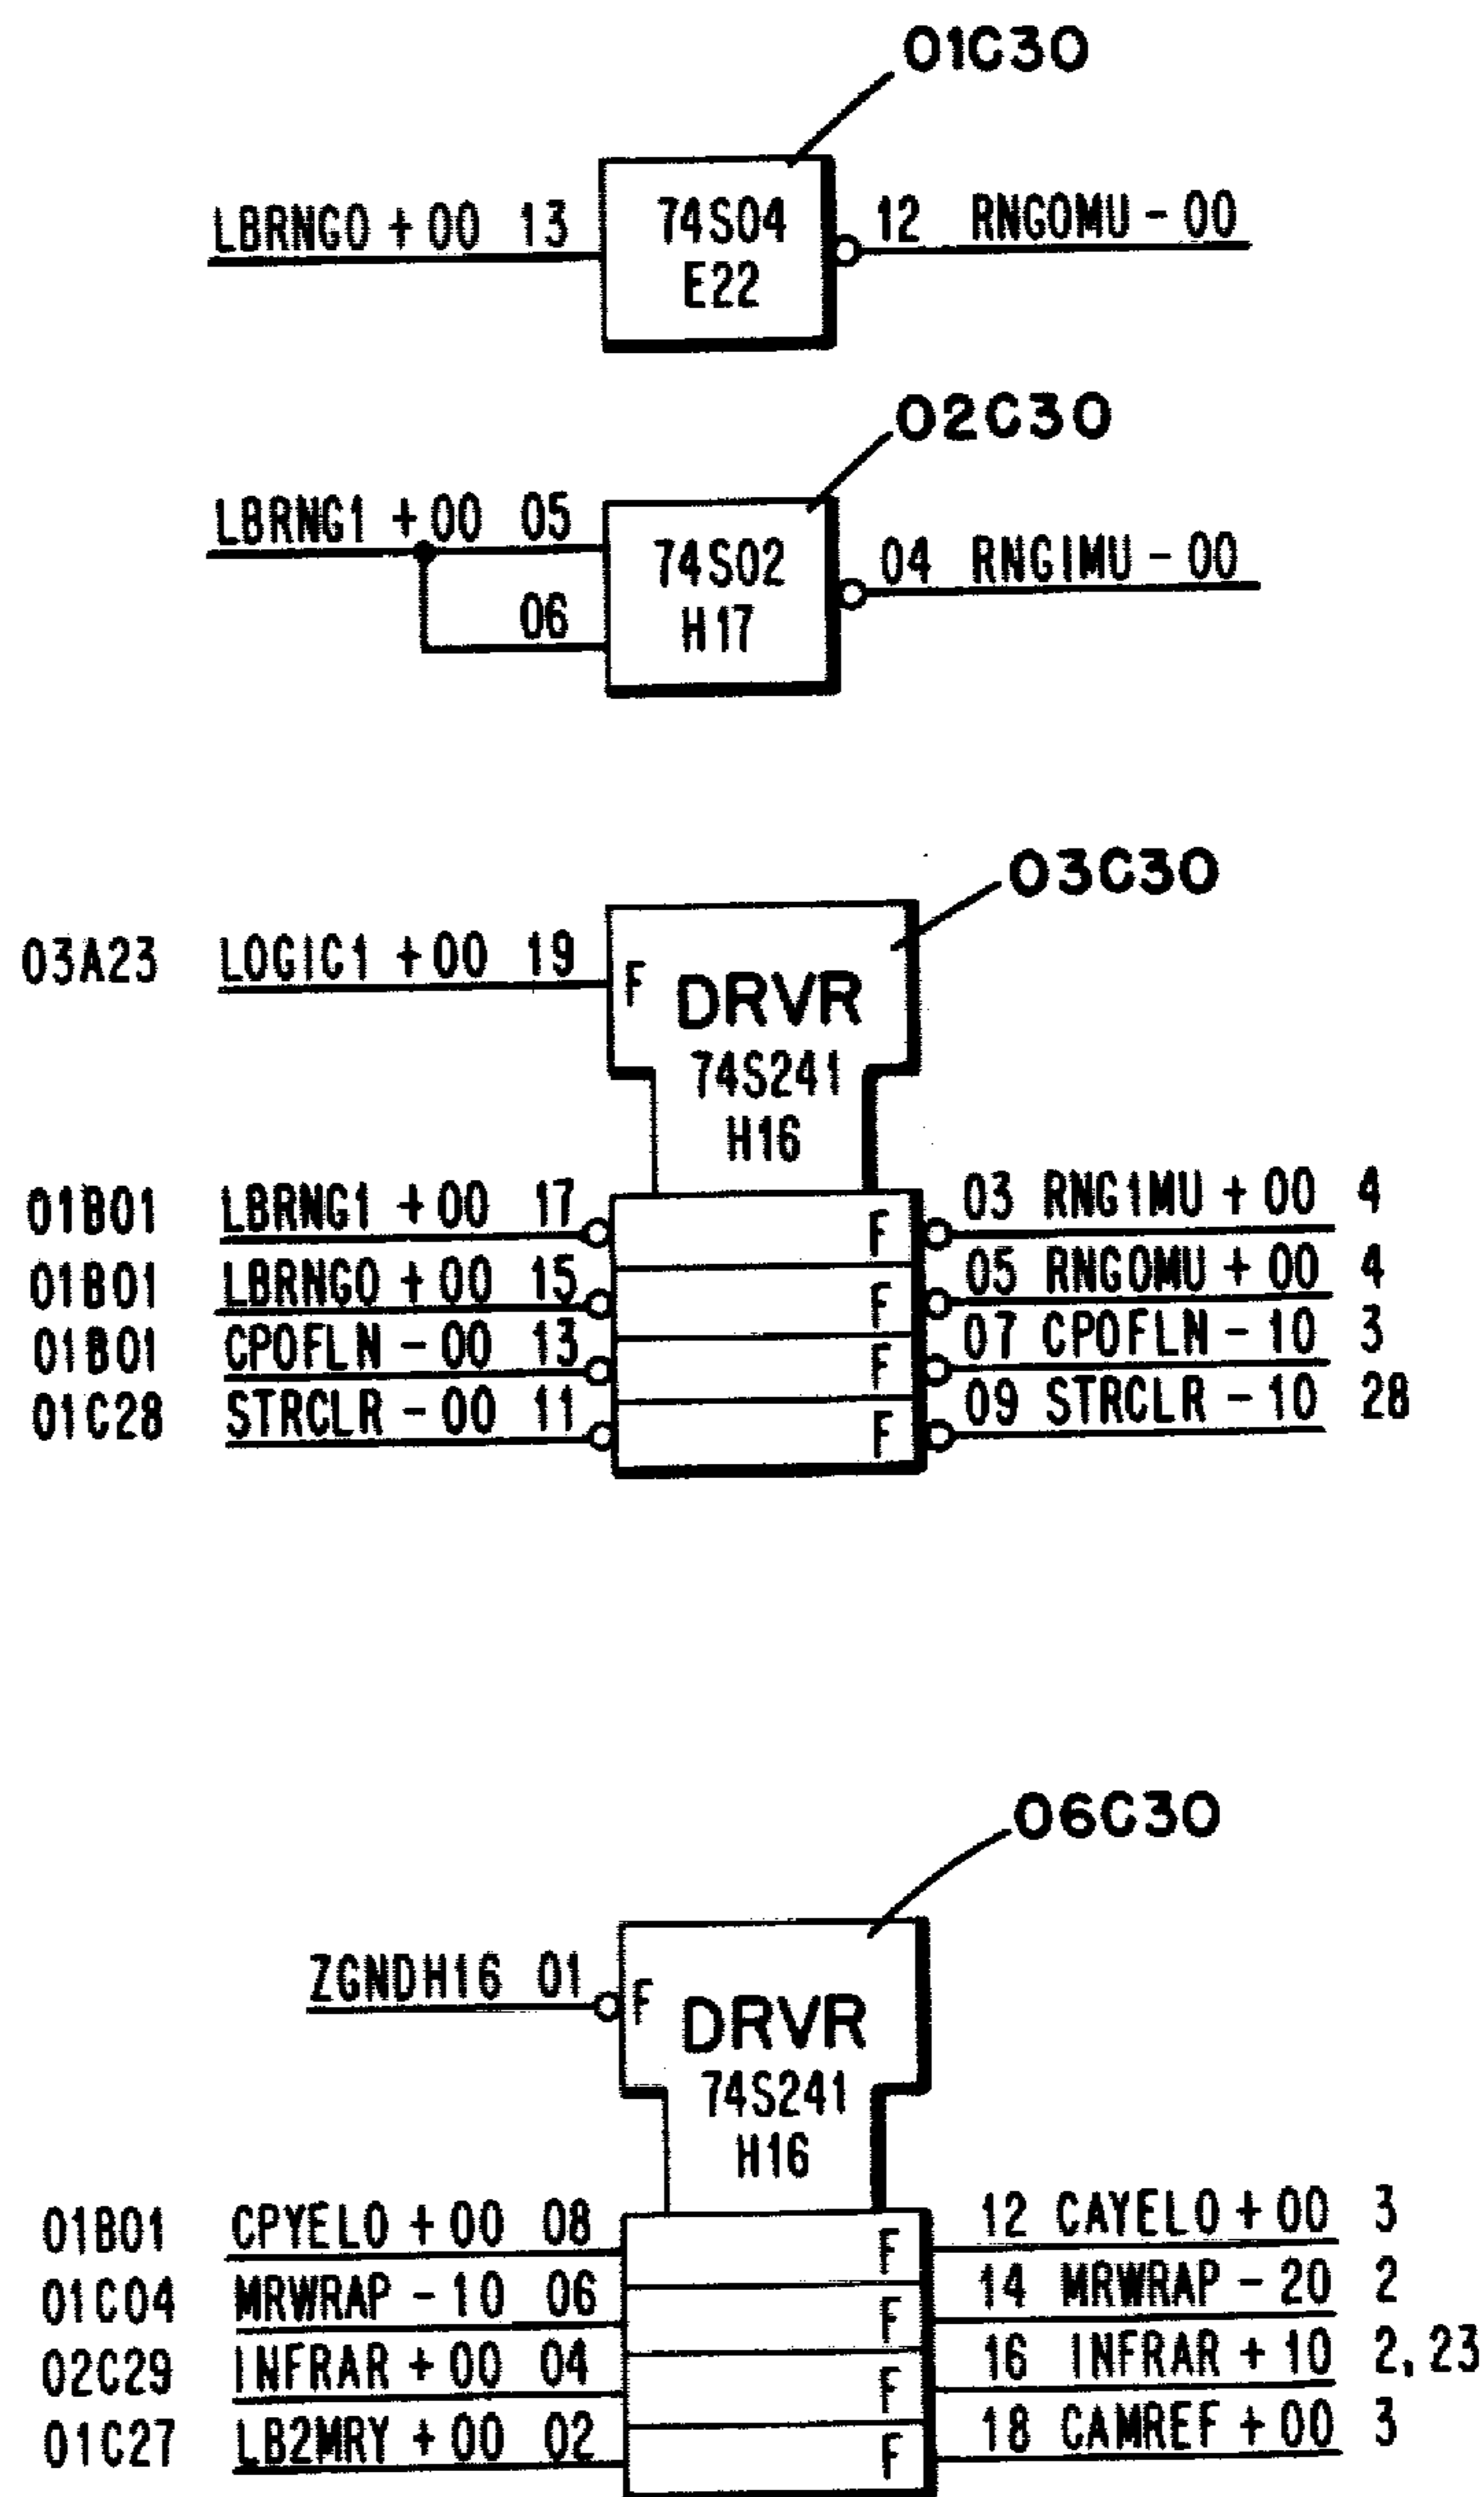 01C30
LBRNG0 +00 13 74S04 12 RNG0MU -00
E22
02C30
LBRNG1 +00 05 74S02 04 RNG1MU -00
06 H17
03C30
03A23 LOGIC1 +00 19 F DRVR
74S241
H16
01B01 LBRNG1 +00 17 F 03 RNG1MU +00 4
01B01 LBRNG0 +00 15 F 05 RNG0MU +00 4
01B01 CPOFLN -00 13 F 07 CPOFLN -10 3
01C28 STRCLR -00 11 F 09 STRCLR -10 28
06C30
ZGNDH16 01 F DRVR
74S241
H16
01B01 CPYELO +00 08 F 12 CAYELO +00 3
01C04 MRWRAP -10 06 F 14 MRWRAP -20 2
02C29 INFRAR +00 04 F 16 INFRAR +10 2,23
01C27 LB2MRY +00 02 F 18 CAMREF +00 3